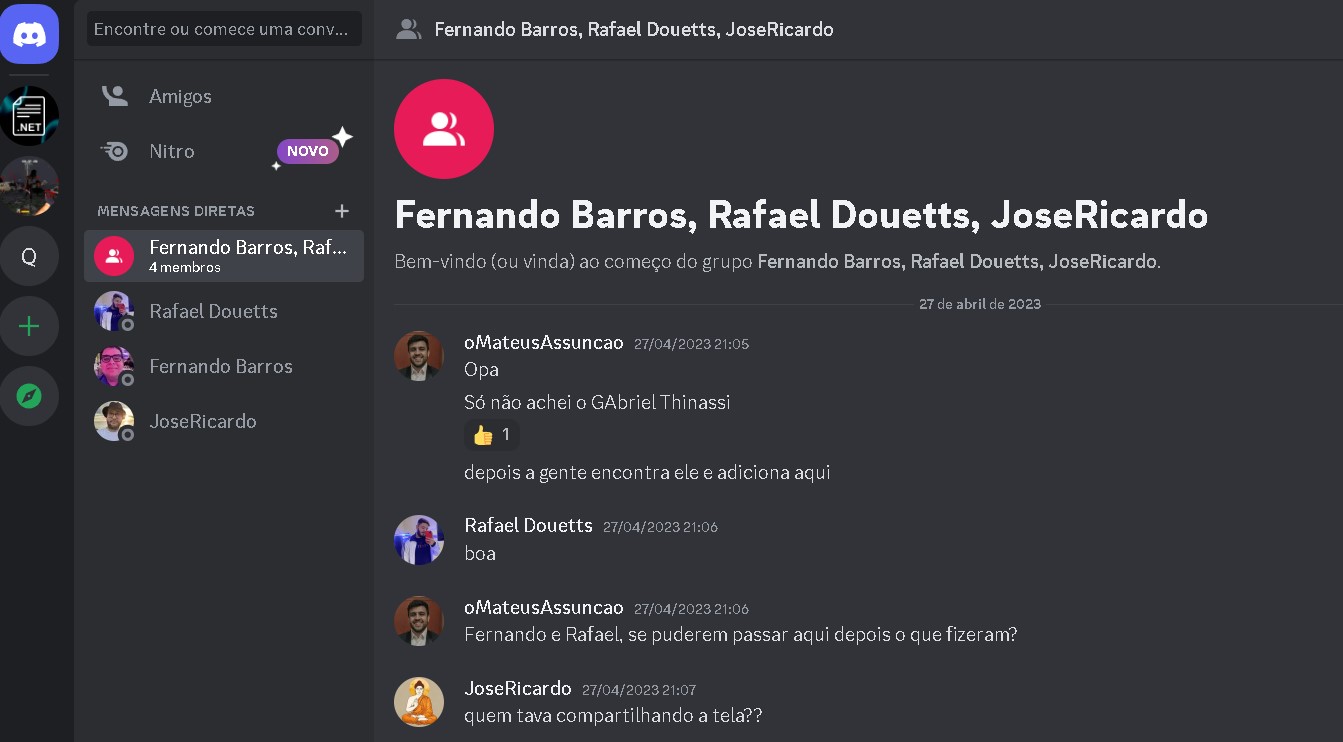 Encontre ou comece uma conv...
Fernando Barros, Rafael Douetts, JoseRicardo
.NET
Amigos
Nitro
NOVO
MENSAGENS DIRETAS
Q
Fernando Barros, Raf...
4 membros
Rafael Douetts
Fernando Barros
JoseRicardo
Fernando Barros, Rafael Douetts, JoseRicardo
Bem-vindo (ou vinda) ao começo do grupo Fernando Barros, Rafael Douetts, JoseRicardo.
27 de abril de 2023
oMateusAssuncao 27/04/2023 21:05
Opa
Só não achei o GAbriel Thinassi
1
depois a gente encontra ele e adiciona aqui
Rafael Douetts 27/04/2023 21:06
boa
oMateusAssuncao 27/04/2023 21:06
Fernando e Rafael, se puderem passar aqui depois o que fizeram?
JoseRicardo 27/04/2023 21:07
quem tava compartilhando a tela??